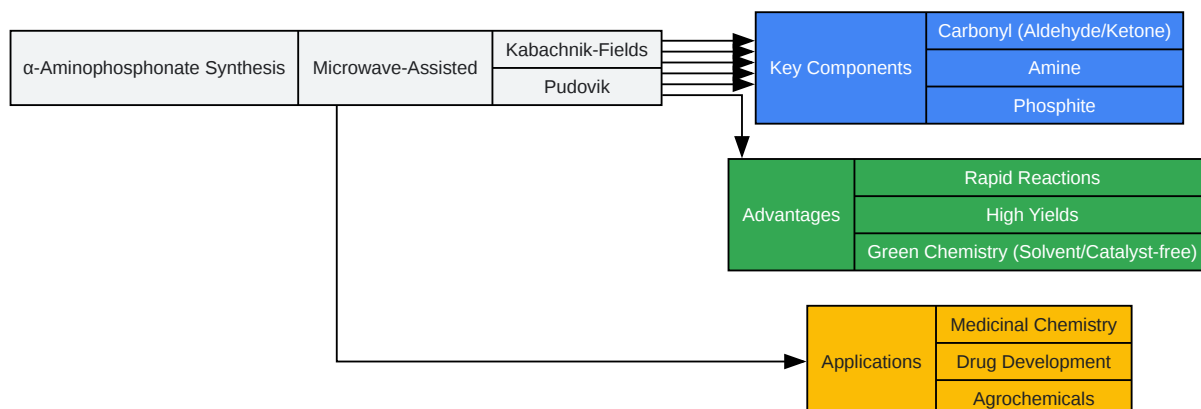 α-Aminophosphonate Synthesis
Microwave-Assisted
Kabachnik-Fields
Pudovik
Key Components
Carbonyl (Aldehyde/Ketone)
Amine
Phosphite
Advantages
Rapid Reactions
High Yields
Green Chemistry (Solvent/Catalyst-free)
Applications
Medicinal Chemistry
Drug Development
Agrochemicals